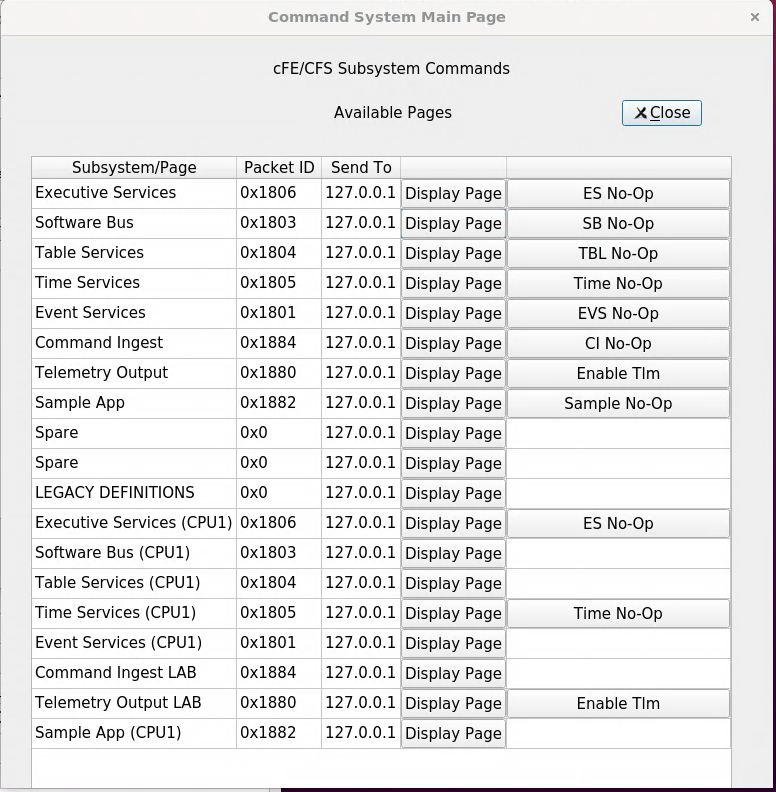 Command System Main Page ×
cFE/CFS Subsystem Commands
Available Pages Close
Subsystem/Page Packet ID Send To
Executive Services 0x1806 127.0.0.1 Display Page ES No-Op
Software Bus 0x1803 127.0.0.1 Display Page SB No-Op
Table Services 0x1804 127.0.0.1 Display Page TBL No-Op
Time Services 0x1805 127.0.0.1 Display Page Time No-Op
Event Services 0x1801 127.0.0.1 Display Page EVS No-Op
Command Ingest 0x1884 127.0.0.1 Display Page CI No-Op
Telemetry Output 0x1880 127.0.0.1 Display Page Enable Tlm
Sample App 0x1882 127.0.0.1 Display Page Sample No-Op
Spare 0x0 127.0.0.1 Display Page
Spare 0x0 127.0.0.1 Display Page
LEGACY DEFINITIONS 0x0 127.0.0.1 Display Page
Executive Services (CPU1) 0x1806 127.0.0.1 Display Page ES No-Op
Software Bus (CPU1) 0x1803 127.0.0.1 Display Page
Table Services (CPU1) 0x1804 127.0.0.1 Display Page
Time Services (CPU1) 0x1805 127.0.0.1 Display Page Time No-Op
Event Services (CPU1) 0x1801 127.0.0.1 Display Page
Command Ingest LAB 0x1884 127.0.0.1 Display Page
Telemetry Output LAB 0x1880 127.0.0.1 Display Page Enable Tlm
Sample App (CPU1) 0x1882 127.0.0.1 Display Page